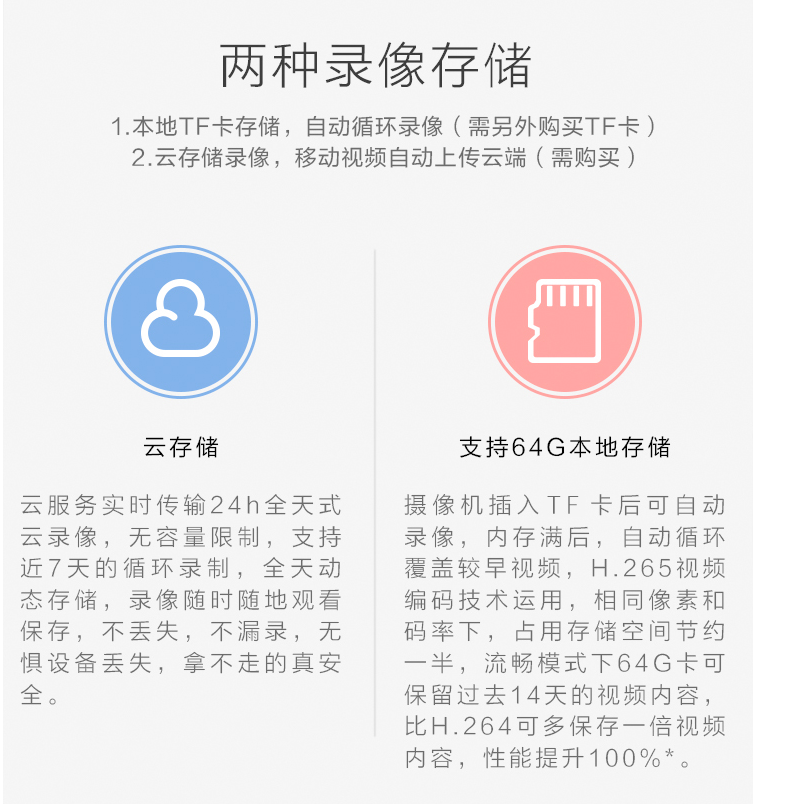 两种录像存储
1.本地TF卡存储，自动循环录像（需另外购买TF卡）
2.云存储录像，移动视频自动上传云端（需购买）
云存储
云服务实时传输24h全天式
云录像，无容量限制，支持
近7天的循环录制，全天动
态存储，录像随时随地观看
保存，不丢失，不漏录，无
惧设备丢失，拿不走的真安
全。
支持64G本地存储
摄像机插入TF卡后可自动
录像，内存满后，自动循环
覆盖较早视频，H.265视频
编码技术运用，相同像素和
码率下，占用存储空间节约
一半，流畅模式下64G卡可
保留过去14天的视频内容，
比H.264可多保存一倍视频
内容，性能提升100%*。